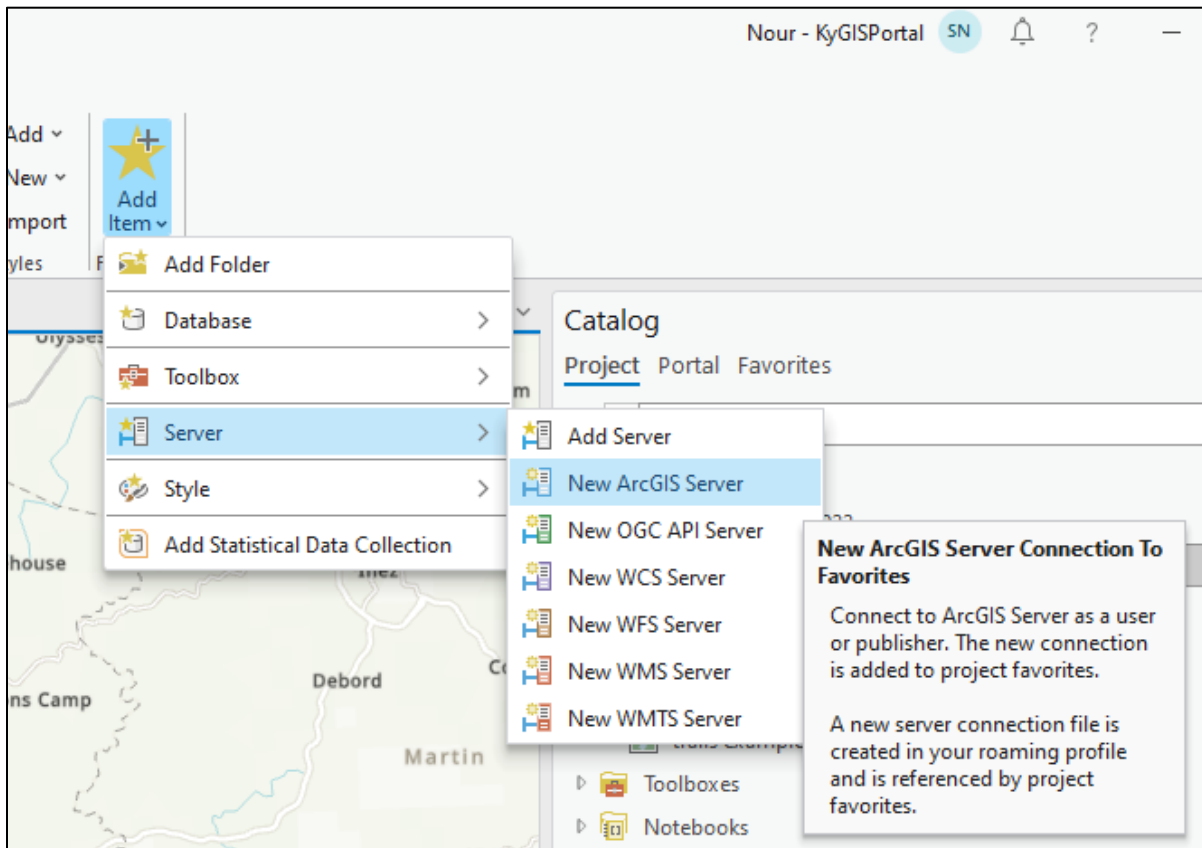 Nour - KyGISPortal SN ?
Add
New
mport
Add
Item
yles
Add Folder
Database
Toolbox
Server
Style
Add Statistical Data Collection
Catalog
Project Portal Favorites
Add Server
New ArcGIS Server
New OGC API Server
New WCS Server
New WFS Server
New WMS Server
New WMTS Server
New ArcGIS Server Connection To
Favorites
Connect to ArcGIS Server as a user
or publisher. The new connection
is added to project favorites.
A new server connection file is
created in your roaming profile
and is referenced by project
favorites.
Toolboxes
Notebooks
Ulysses
m
house
Inez
Debord
Co
ns Camp
Martin